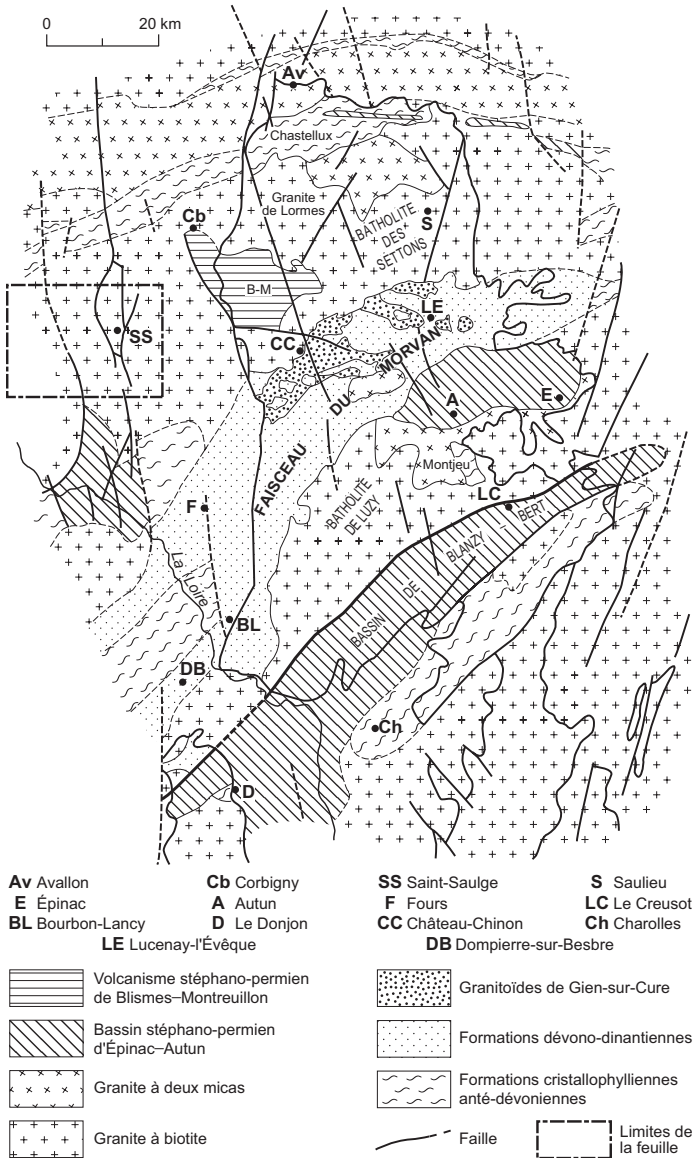 0 20 km
Av
Chastellux
Granite
de Lormes
Cb
S
BATHOLITE
DES
SETTONS
B-M
LE
SS
CC
FAISCEAU DU MORVAN
A
E
Montjeu
BATHOLITE
DE LUZY
LC
F
BASSIN DE BLANZY BERT
La Loire
BL
DB
Ch
D
Av Avallon
Cb Corbigny
SS Saint-Saulge
S Saulieu
E Épinac
A Autun
F Fours
LC Le Creusot
BL Bourbon-Lancy
D Le Donjon
CC Château-Chinon
Ch Charolles
LE Lucenay-l'Évêque
DB Dompierre-sur-Besbre
Volcanisme stéphano-permien
de Blismes–Montreuillon
Bassin stéphano-permien
d'Épinac–Autun
Granite à deux micas
Granite à biotite
Granitoïdes de Gien-sur-Cure
Formations dévono-dinantiennes
Formations cristallophylliennes
anté-dévoniennes
Faille
Limites de
la feuille